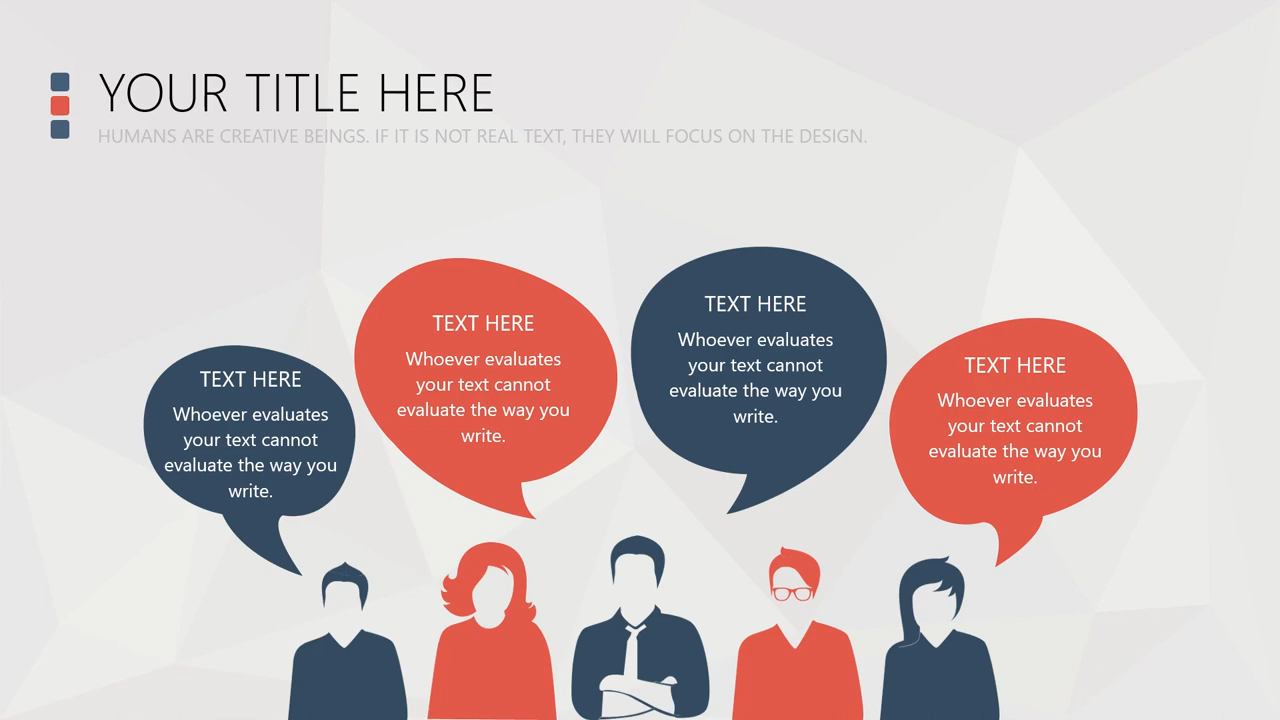 YOUR TITLE HERE
HUMANS ARE CREATIVE BEINGS. IF IT IS NOT REAL TEXT, THEY WILL FOCUS ON THE DESIGN.
TEXT HERE
Whoever evaluates
your text cannot
evaluate the way you
write.
TEXT HERE
Whoever evaluates
your text cannot
evaluate the way you
write.
TEXT HERE
Whoever evaluates
your text cannot
evaluate the way you
write.
TEXT HERE
Whoever evaluates
your text cannot
evaluate the way you
write.